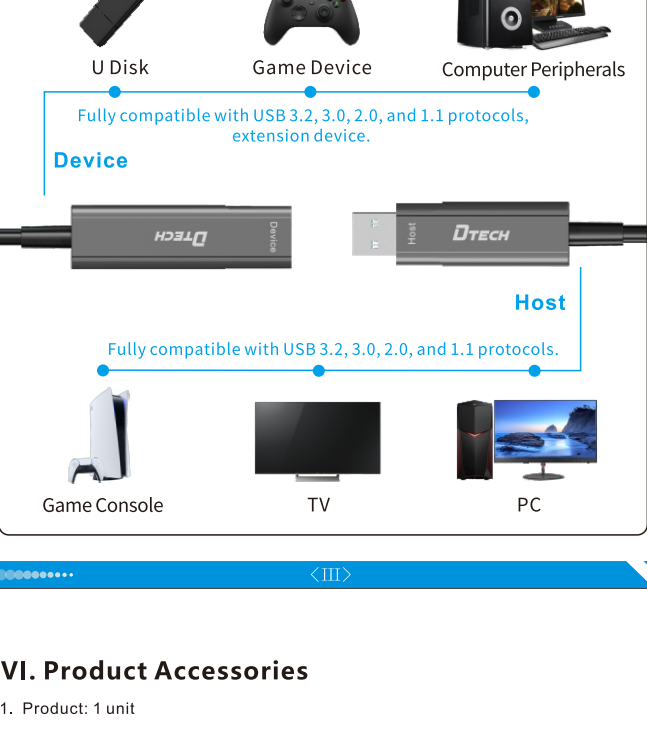 U Disk
Game Device
Computer Peripherals
Fully compatible with USB 3.2, 3.0, 2.0, and 1.1 protocols,
extension device.
Device
DTECH
Device
Host
DTECH
Host
Fully compatible with USB 3.2, 3.0, 2.0, and 1.1 protocols.
Game Console
TV
PC
〈III〉
VI. Product Accessories
1. Product: 1 unit